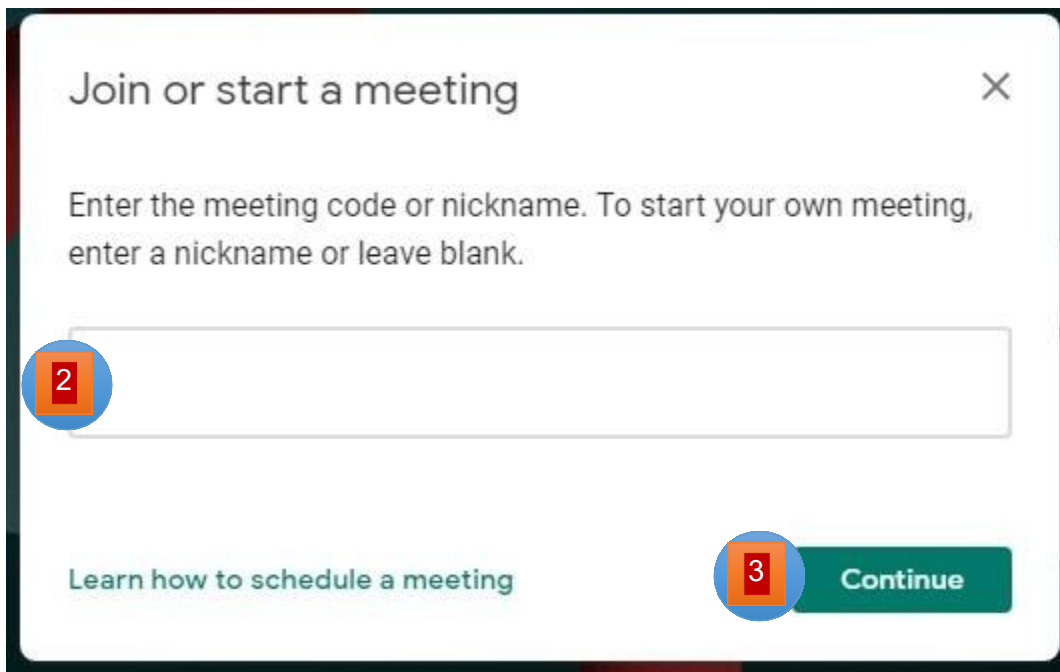 Join or start a meeting
Enter the meeting code or nickname. To start your own meeting,
enter a nickname or leave blank.
2
Learn how to schedule a meeting
3
Continue